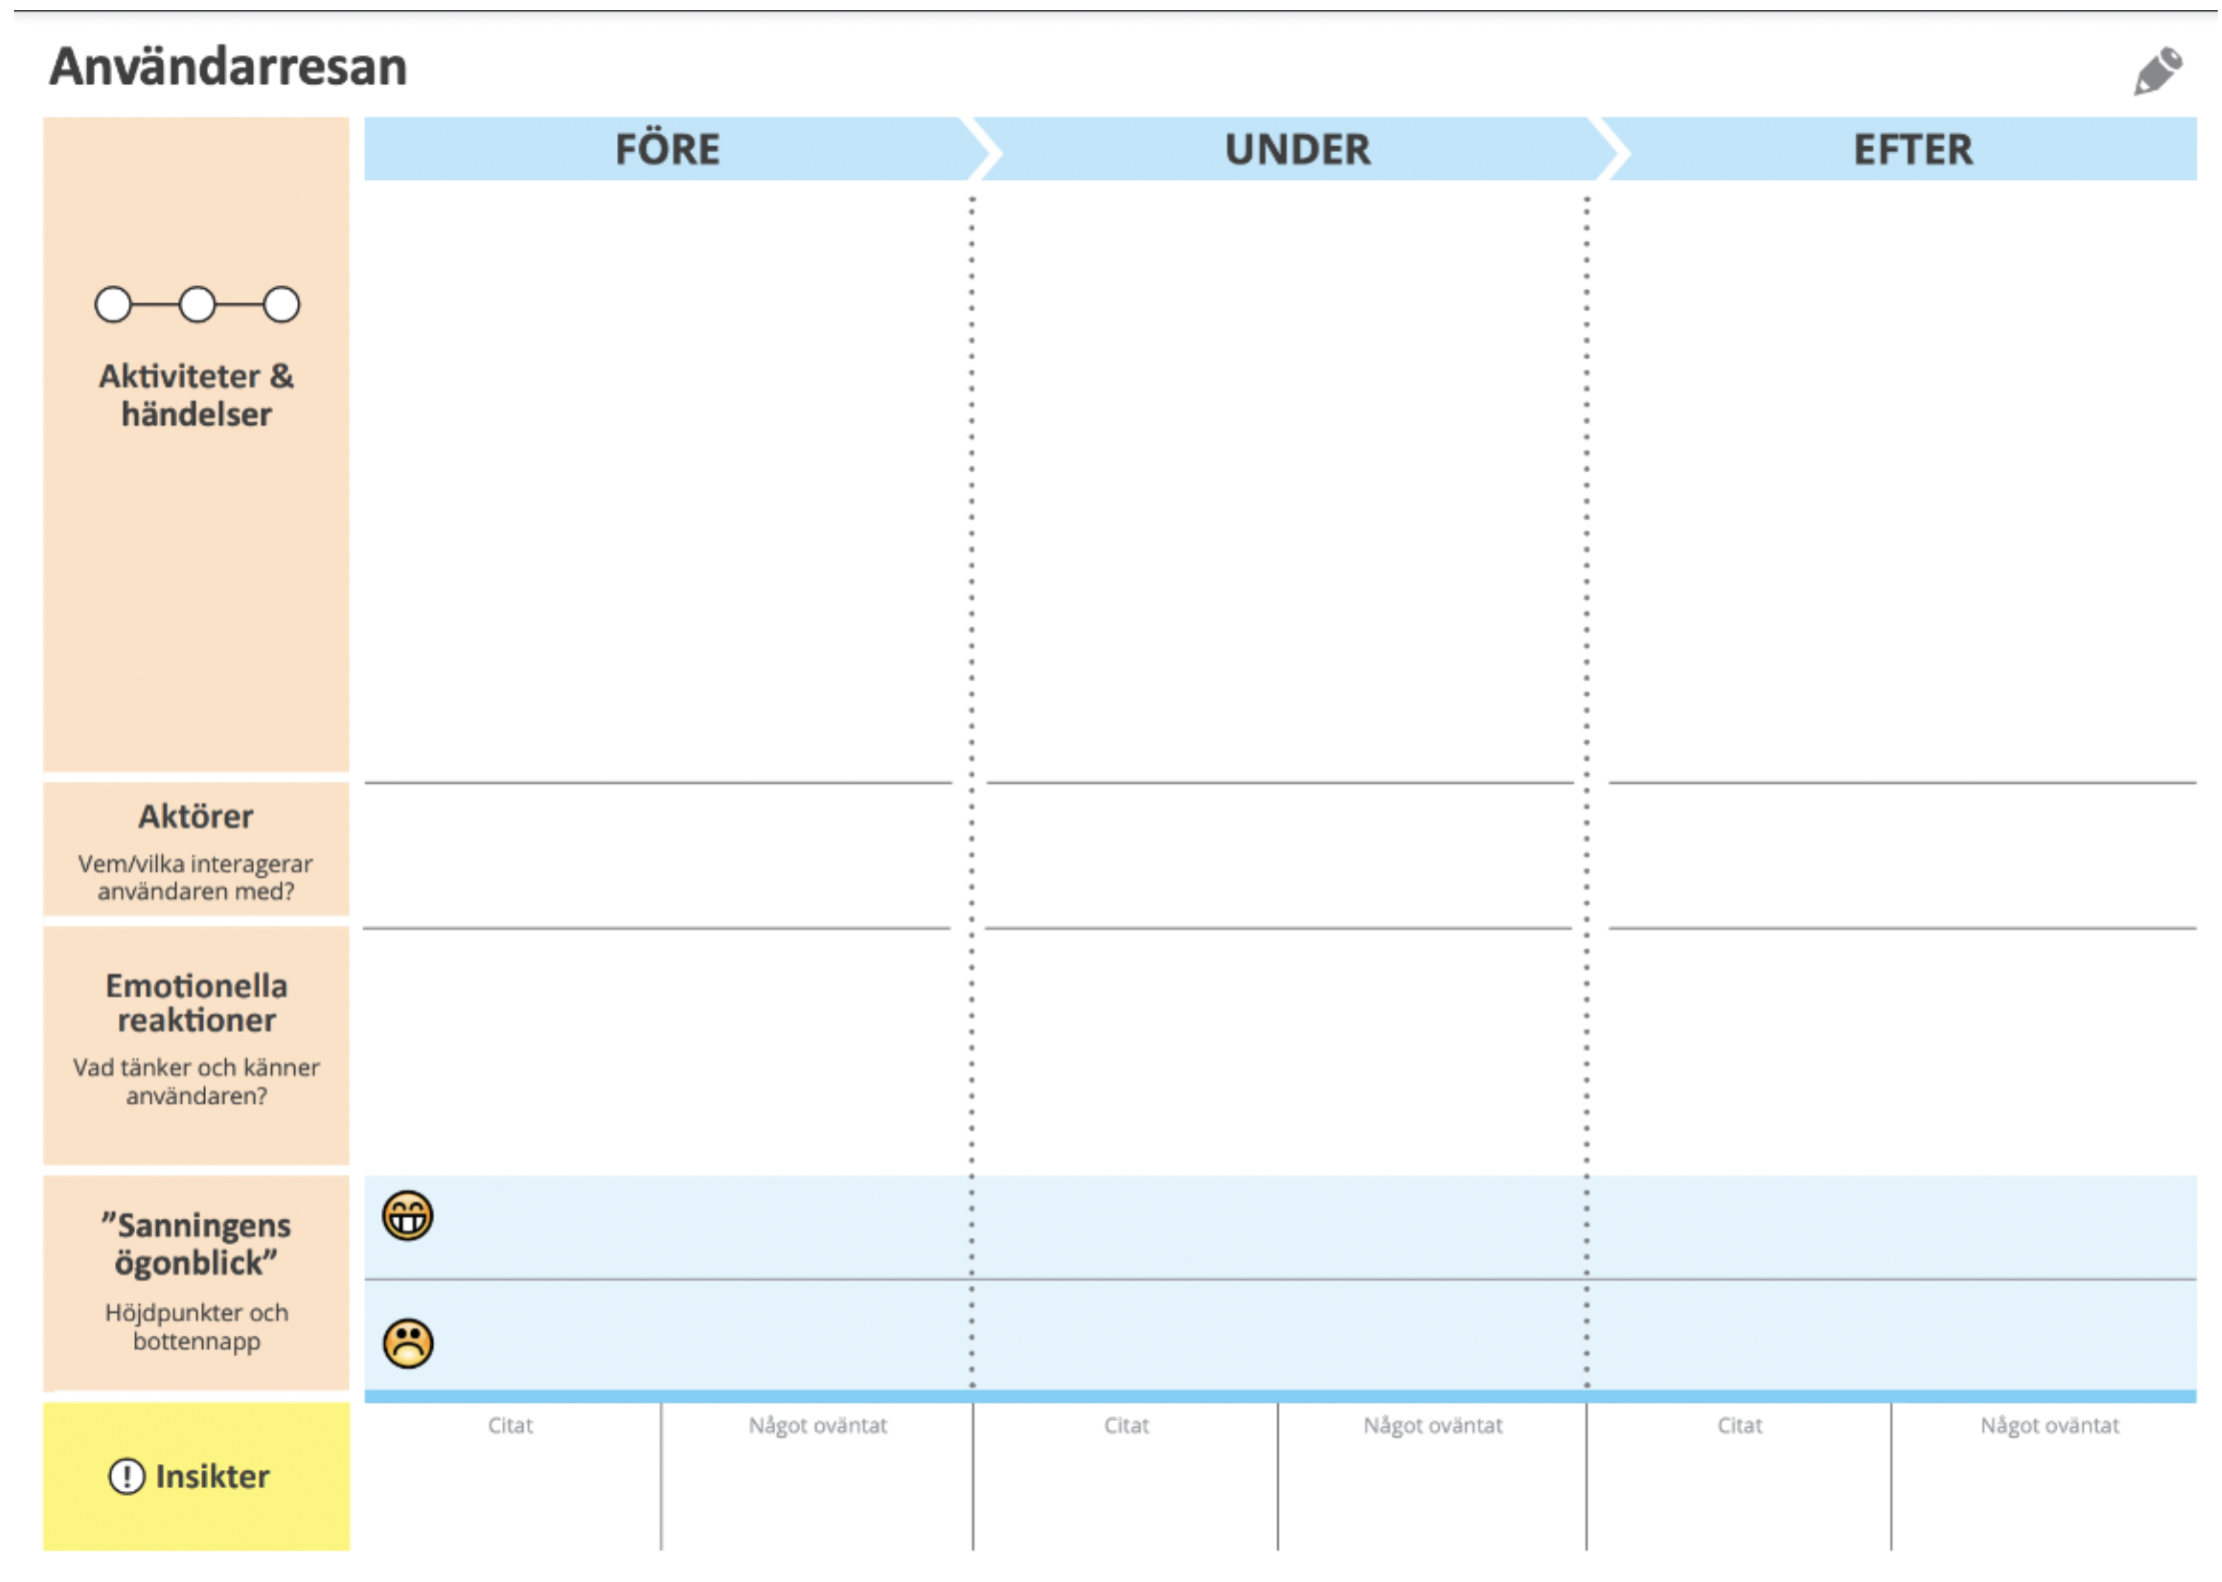 Användarresan
FÖRE
UNDER
EFTER
Aktiviteter &
händelser
Aktörer
Vem/vilka interagerar
användaren med?
Emotionella
reaktioner
Vad tänker och känner
användaren?
”Sanningens
ögonblick”
Höjdpunkter och
bottennapp
! Insikter
Citat
Något oväntat
Citat
Något oväntat
Citat
Något oväntat